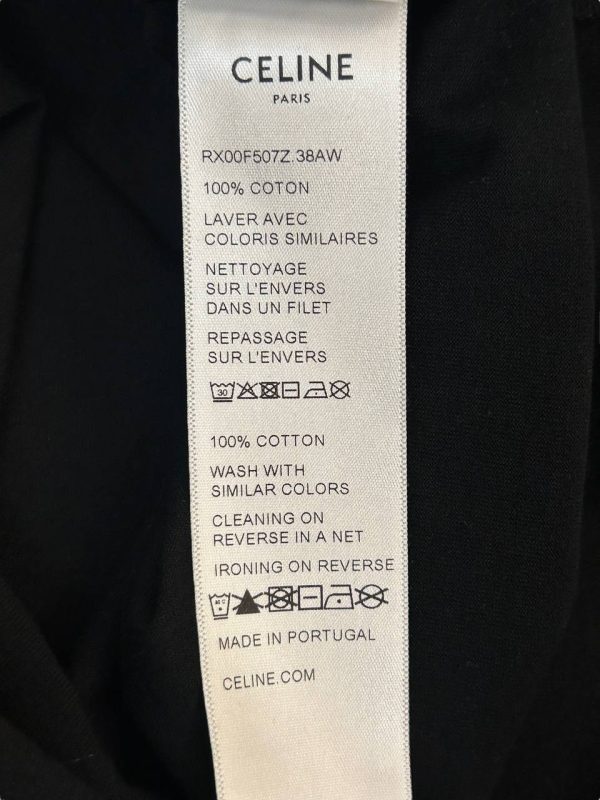 CELINE
PARIS
RX00F507Z.38AW
100% COTON
LAVER AVEC
COLORIS SIMILAIRES
NETTOYAGE
SUR L'ENVERS
DANS UN FILET
REPASSAGE
SUR L'ENVERS
30
100% COTTON
WASH WITH
SIMILAR COLORS
CLEANING ON
REVERSE IN A NET
IRONING ON REVERSE
MADE IN PORTUGAL
CELINE.COM